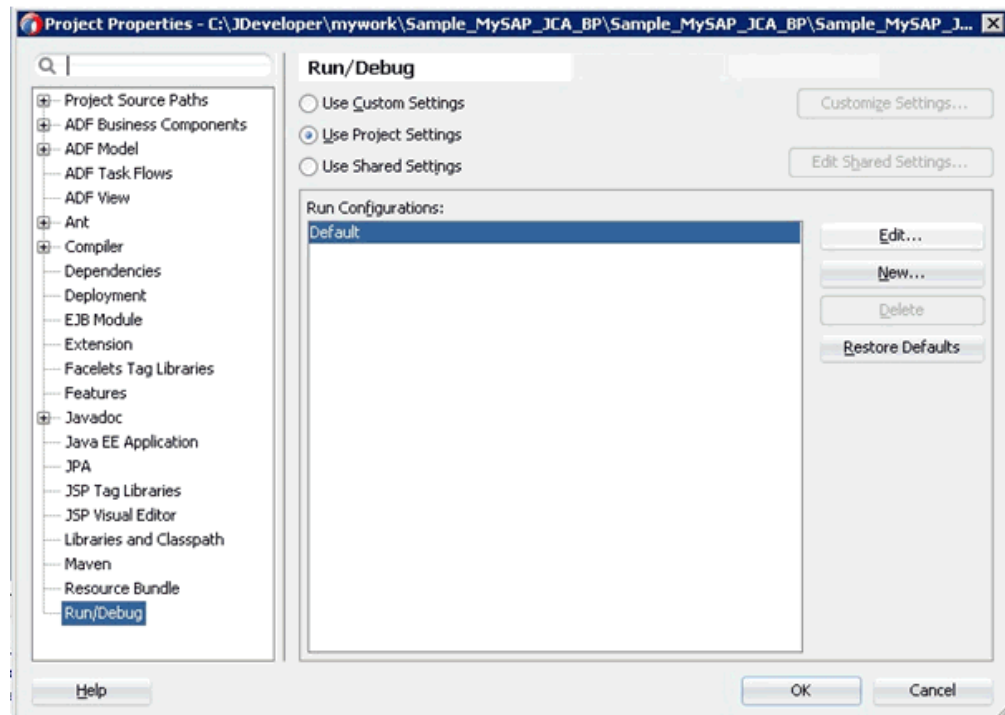 Project Properties - C:\JDeveloper\mywork\Sample_MySAP_JCA_BP\Sample_MySAP_JCA_BP\Sample_MySAP_J...
Project Source Paths
ADF Business Components
ADF Model
ADF Task Flows
ADF View
Ant
Compiler
Dependencies
Deployment
EJB Module
Extension
Facelets Tag Libraries
Features
Javadoc
Java EE Application
JPA
JSP Tag Libraries
JSP Visual Editor
Libraries and Classpath
Maven
Resource Bundle
Run/Debug
Run/Debug
Use Custom Settings
Customize Settings...
Use Project Settings
Use Shared Settings
Edit Shared Settings...
Run Configurations:
Default
Edit...
New...
Delete
Restore Defaults
Help
OK
Cancel